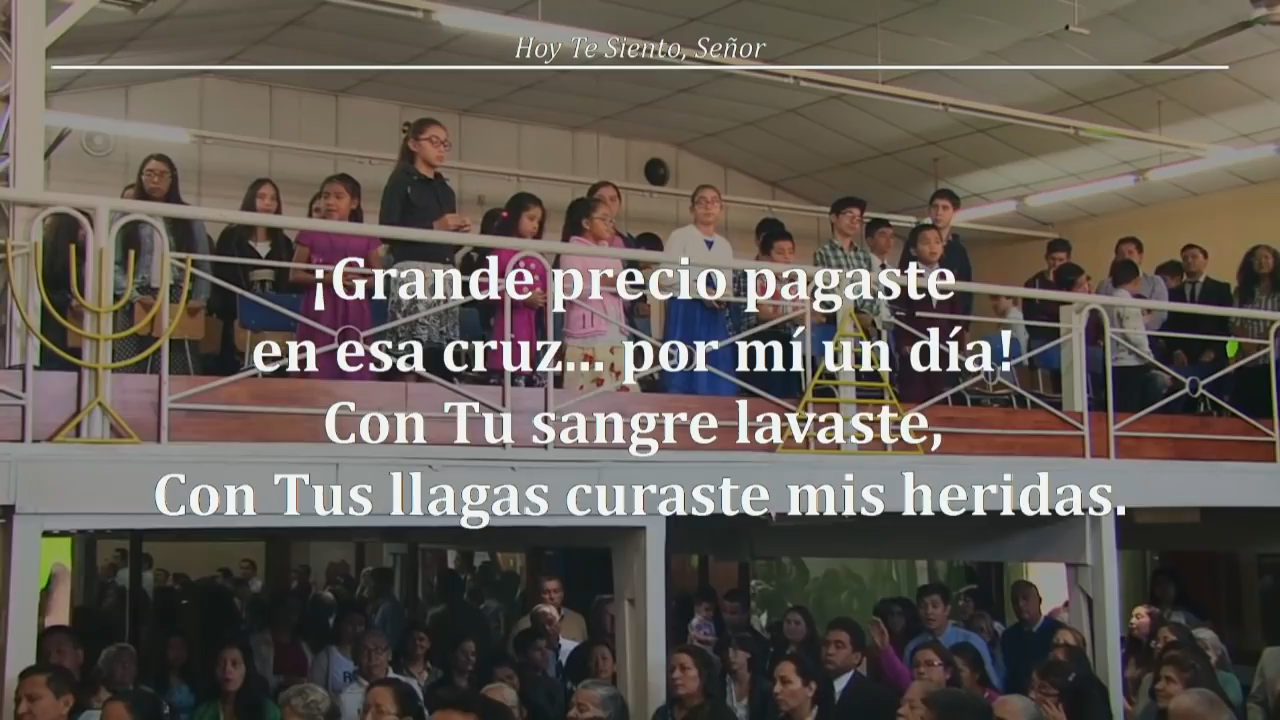 Hoy Te Siento, Señor
¡Grande precio pagaste
en esa cruz... por mí un día!
Con Tu sangre lavaste,
Con Tus llagas curaste mis heridas.